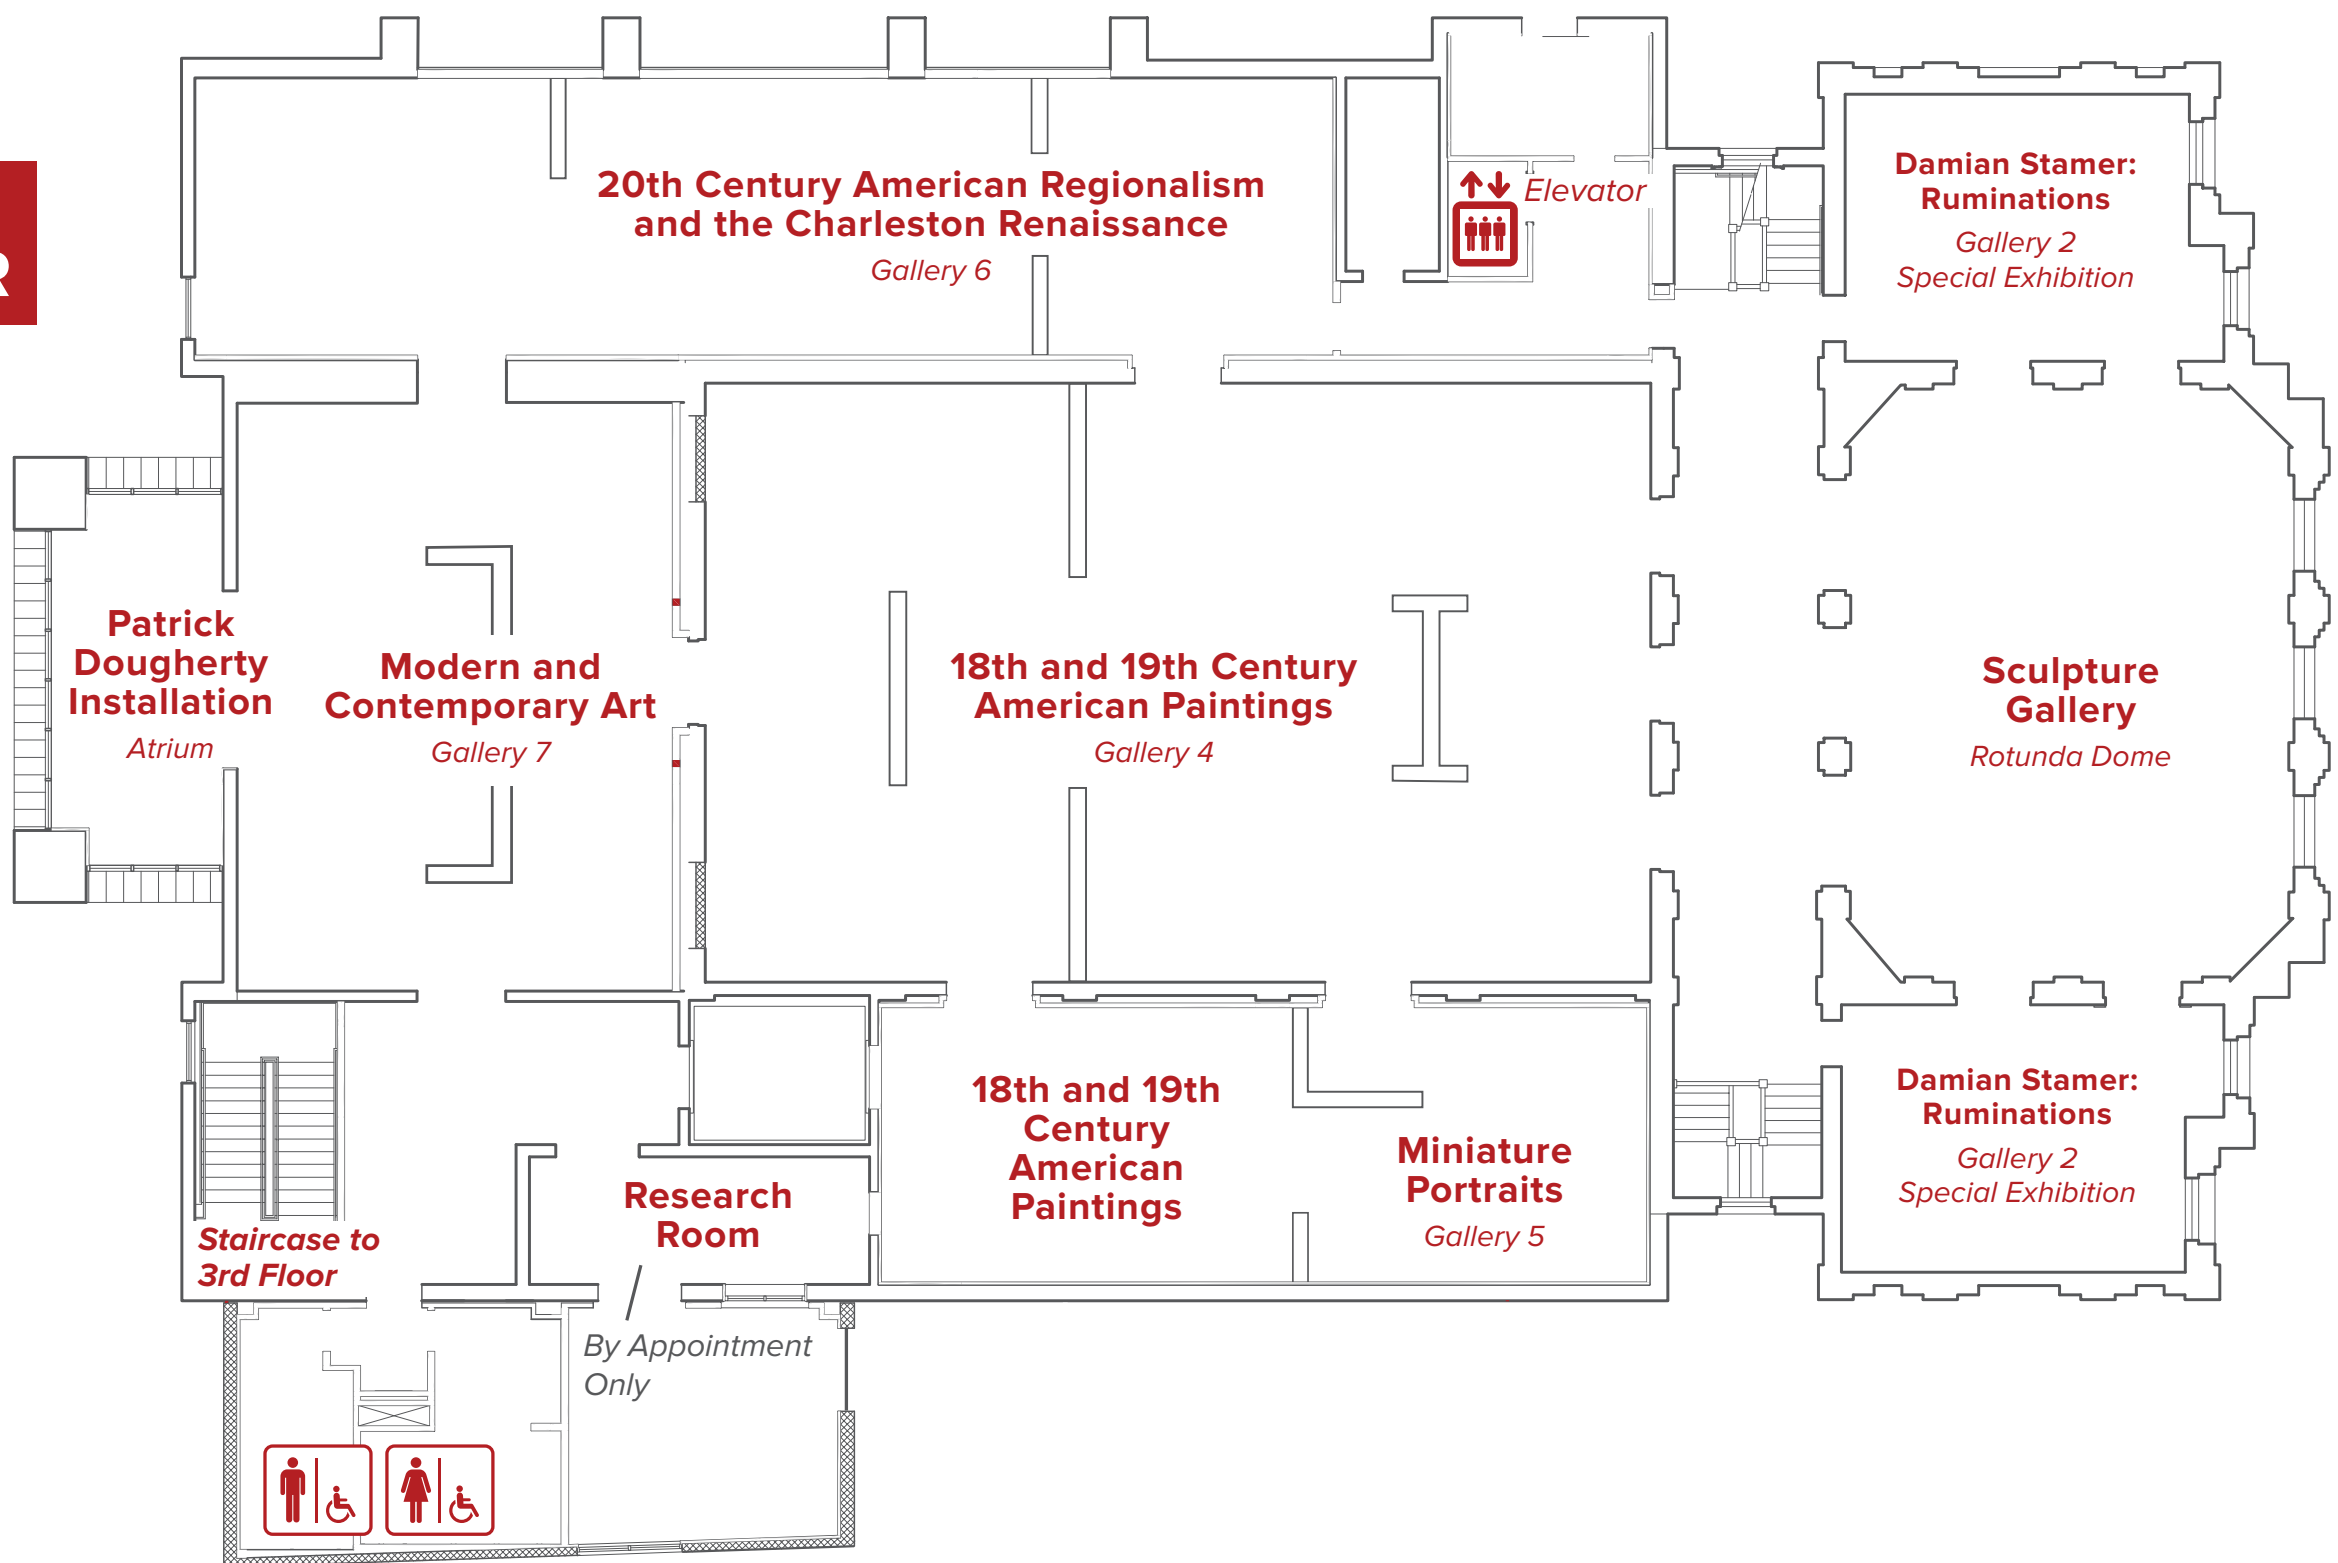 R
20th Century American Regionalism
and the Charleston Renaissance
Gallery 6
Elevator
Damian Stamer:
Ruminations
Gallery 2
Special Exhibition
Patrick
Dougherty
Installation
Atrium
Modern and
Contemporary Art
Gallery 7
18th and 19th Century
American Paintings
Gallery 4
Sculpture
Gallery
Rotunda Dome
Staircase to
3rd Floor
Research
Room
By Appointment
Only
18th and 19th
Century
American
Paintings
Miniature
Portraits
Gallery 5
Damian Stamer:
Ruminations
Gallery 2
Special Exhibition